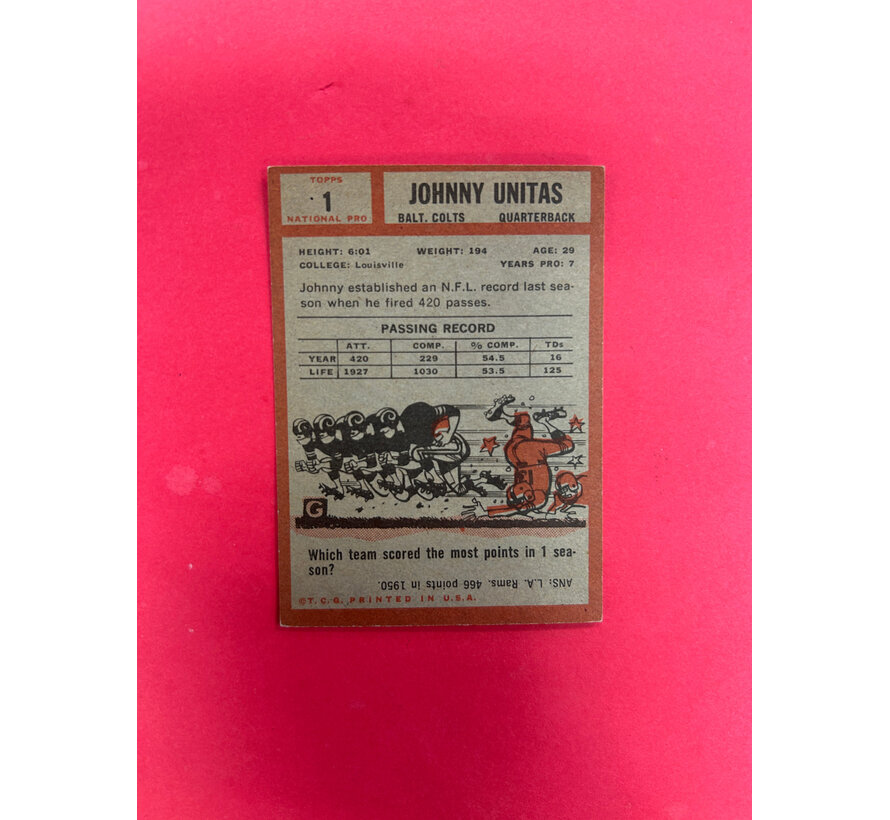 TOPPS
1
NATIONAL PRO
JOHNNY UNITAS
BALT. COLTS QUARTERBACK
HEIGHT: 6:01 WEIGHT: 194 AGE: 29
COLLEGE: Louisville YEARS PRO: 7
Johnny established an N.F.L. record last sea-
son when he fired 420 passes.
PASSING RECORD
ATT. COMP. % COMP. TDs
YEAR 420 229 54.5 16
LIFE 1927 1030 53.5 125
G
Which team scored the most points in 1 sea-
son?
ANS: L.A. Rams. 466 points in 1950.
©T.C.G. PRINTED IN U.S.A.